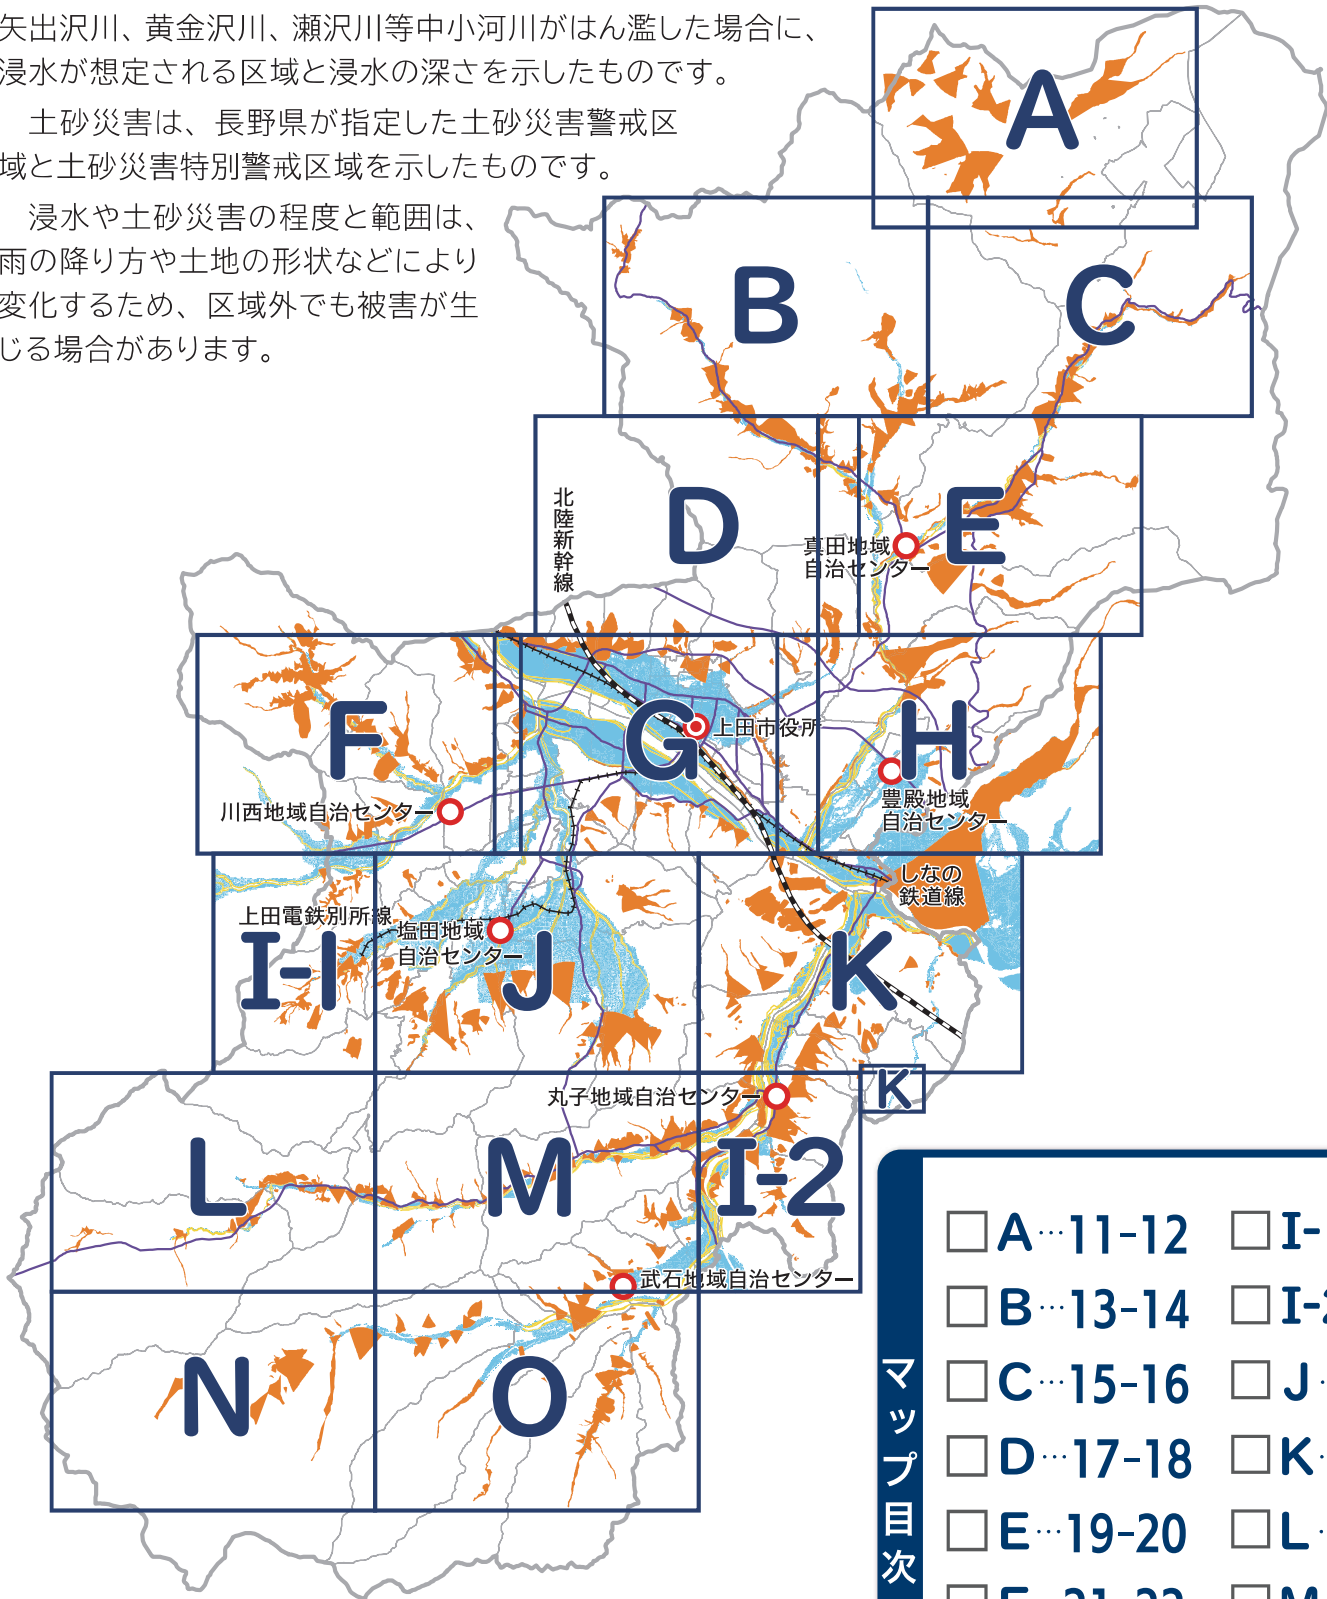 矢出沢川、黄金沢川、瀬沢川等中小河川がはん濫した場合に、
浸水が想定される区域と浸水の深さを示したものです。
土砂災害は、長野県が指定した土砂災害警戒区
域と土砂災害特別警戒区域を示したものです。
浸水や土砂災害の程度と範囲は、
雨の降り方や土地の形状などにより
変化するため、区域外でも被害が生
じる場合があります。
A
B
C
D
北陸新幹線
E
真田地域
自治センター
F
G
上田市役所
H
川西地域自治センター
豊殿地域
自治センター
しなの
鉄道線
上田電鉄別所線
I-1
塩田地域
自治センター
J
K
丸子地域自治センター
K
L
M
I-2
武石地域自治センター
N
O
マップ目次
A…11-12
B…13-14
C…15-16
D…17-18
E…19-20
I-
I-2
J
K
L